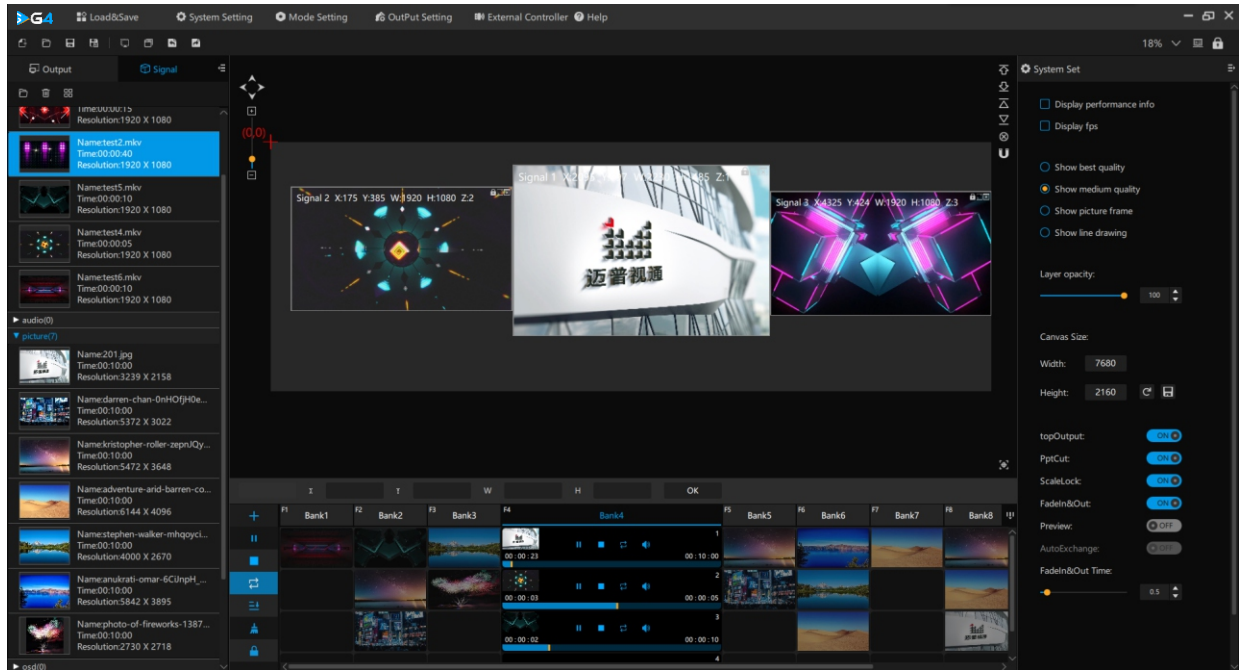 G4
Load&Save
System Setting
Mode Setting
OutPut Setting
External Controller
Help
18%
Output
Signal
Time:00:00:15
Resolution:1920 X 1080
Name:test2.mkv
Time:00:00:40
Resolution:1920 X 1080
Name:test5.mkv
Time:00:00:10
Resolution:1920 X 1080
Name:test4.mkv
Time:00:00:05
Resolution:1920 X 1080
Name:test6.mkv
Time:00:00:10
Resolution:1920 X 1080
audio(0)
picture(7)
Name:201.jpg
Time:00:10:00
Resolution:3239 X 2158
Name:darren-chan-0nHOfjH0e...
Time:00:10:00
Resolution:5372 X 3022
Name:kristopher-roller-zepnJQy...
Time:00:10:00
Resolution:5472 X 3648
Name:adventure-arid-barren-co...
Time:00:10:00
Resolution:6144 X 4096
Name:stephen-walker-mhqoyci...
Time:00:10:00
Resolution:4000 X 2670
Name:anukrati-omar-6CiJnpH_...
Time:00:10:00
Resolution:5842 X 3895
Name:photo-of-fireworks-1387...
Time:00:10:00
Resolution:2730 X 2718
osd(0)
(0,0)
Signal 2 X:175 Y:385 W:1920 H:1080 Z:2
Signal 1
迈普视通
Signal 3 X:4325 Y:424 W:1920 H:1080 Z:3
X
Y
W
H
OK
F1 Bank1
F2 Bank2
F3 Bank3
F4 Bank4
F5 Bank5
F6 Bank6
F7 Bank7
F8 Bank8
1
00:00:23
00:10:00
2
00:00:03
00:00:05
3
00:00:02
00:00:10
4
System Set
Display performance info
Display fps
Show best quality
Show medium quality
Show picture frame
Show line drawing
Layer opacity:
100
Canvas Size:
Width: 7680
Height: 2160
topOutput: ON
PptCut: ON
ScaleLock: ON
FadeIn&Out: ON
Preview: OFF
AutoExchange: OFF
FadeIn&Out Time:
0.5